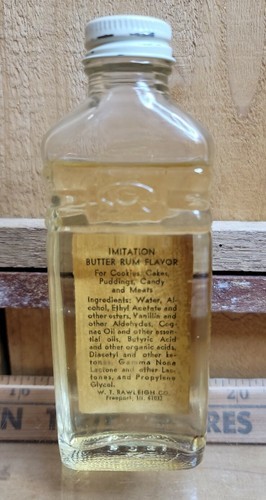 CO.
IMITATION
BUTTER RUM FLAVOR
For Cookies, Cakes,
Puddings, Candy
and Meats
Ingredients: Water, Al-
cohol, Ethyl Acetate and
other esters, Vanillin and
other Aldehydes, Cog-
nac Oil and other essen-
tial oils, Butyric Acid
and other organic acids,
Diacetyl and other ke-
tones, Gamma Nona
Lactone and other Lac-
tones, and Propylene
Glycol.
W. T. RAWLEIGH CO.
Freeport, Ill. 61032
20